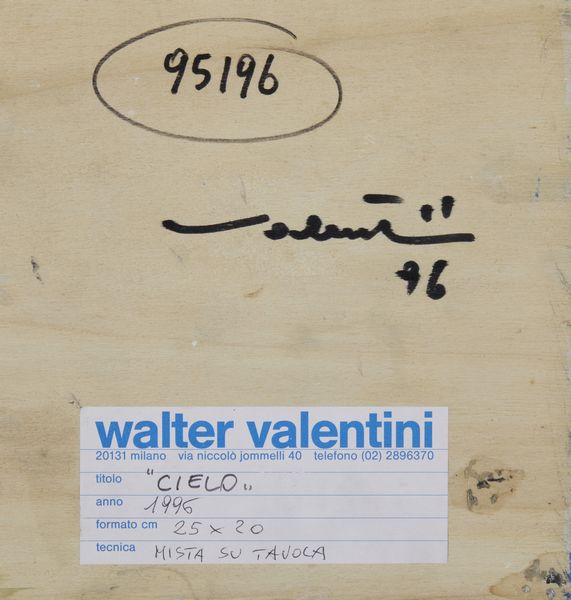 95196
Valentini
96
walter valentini
20131 milano via niccolò jommelli 40 telefono (02) 2896370
titolo "CIELO"
anno 1996
formato cm 25 x 20
tecnica MISTA SU TAVOLA